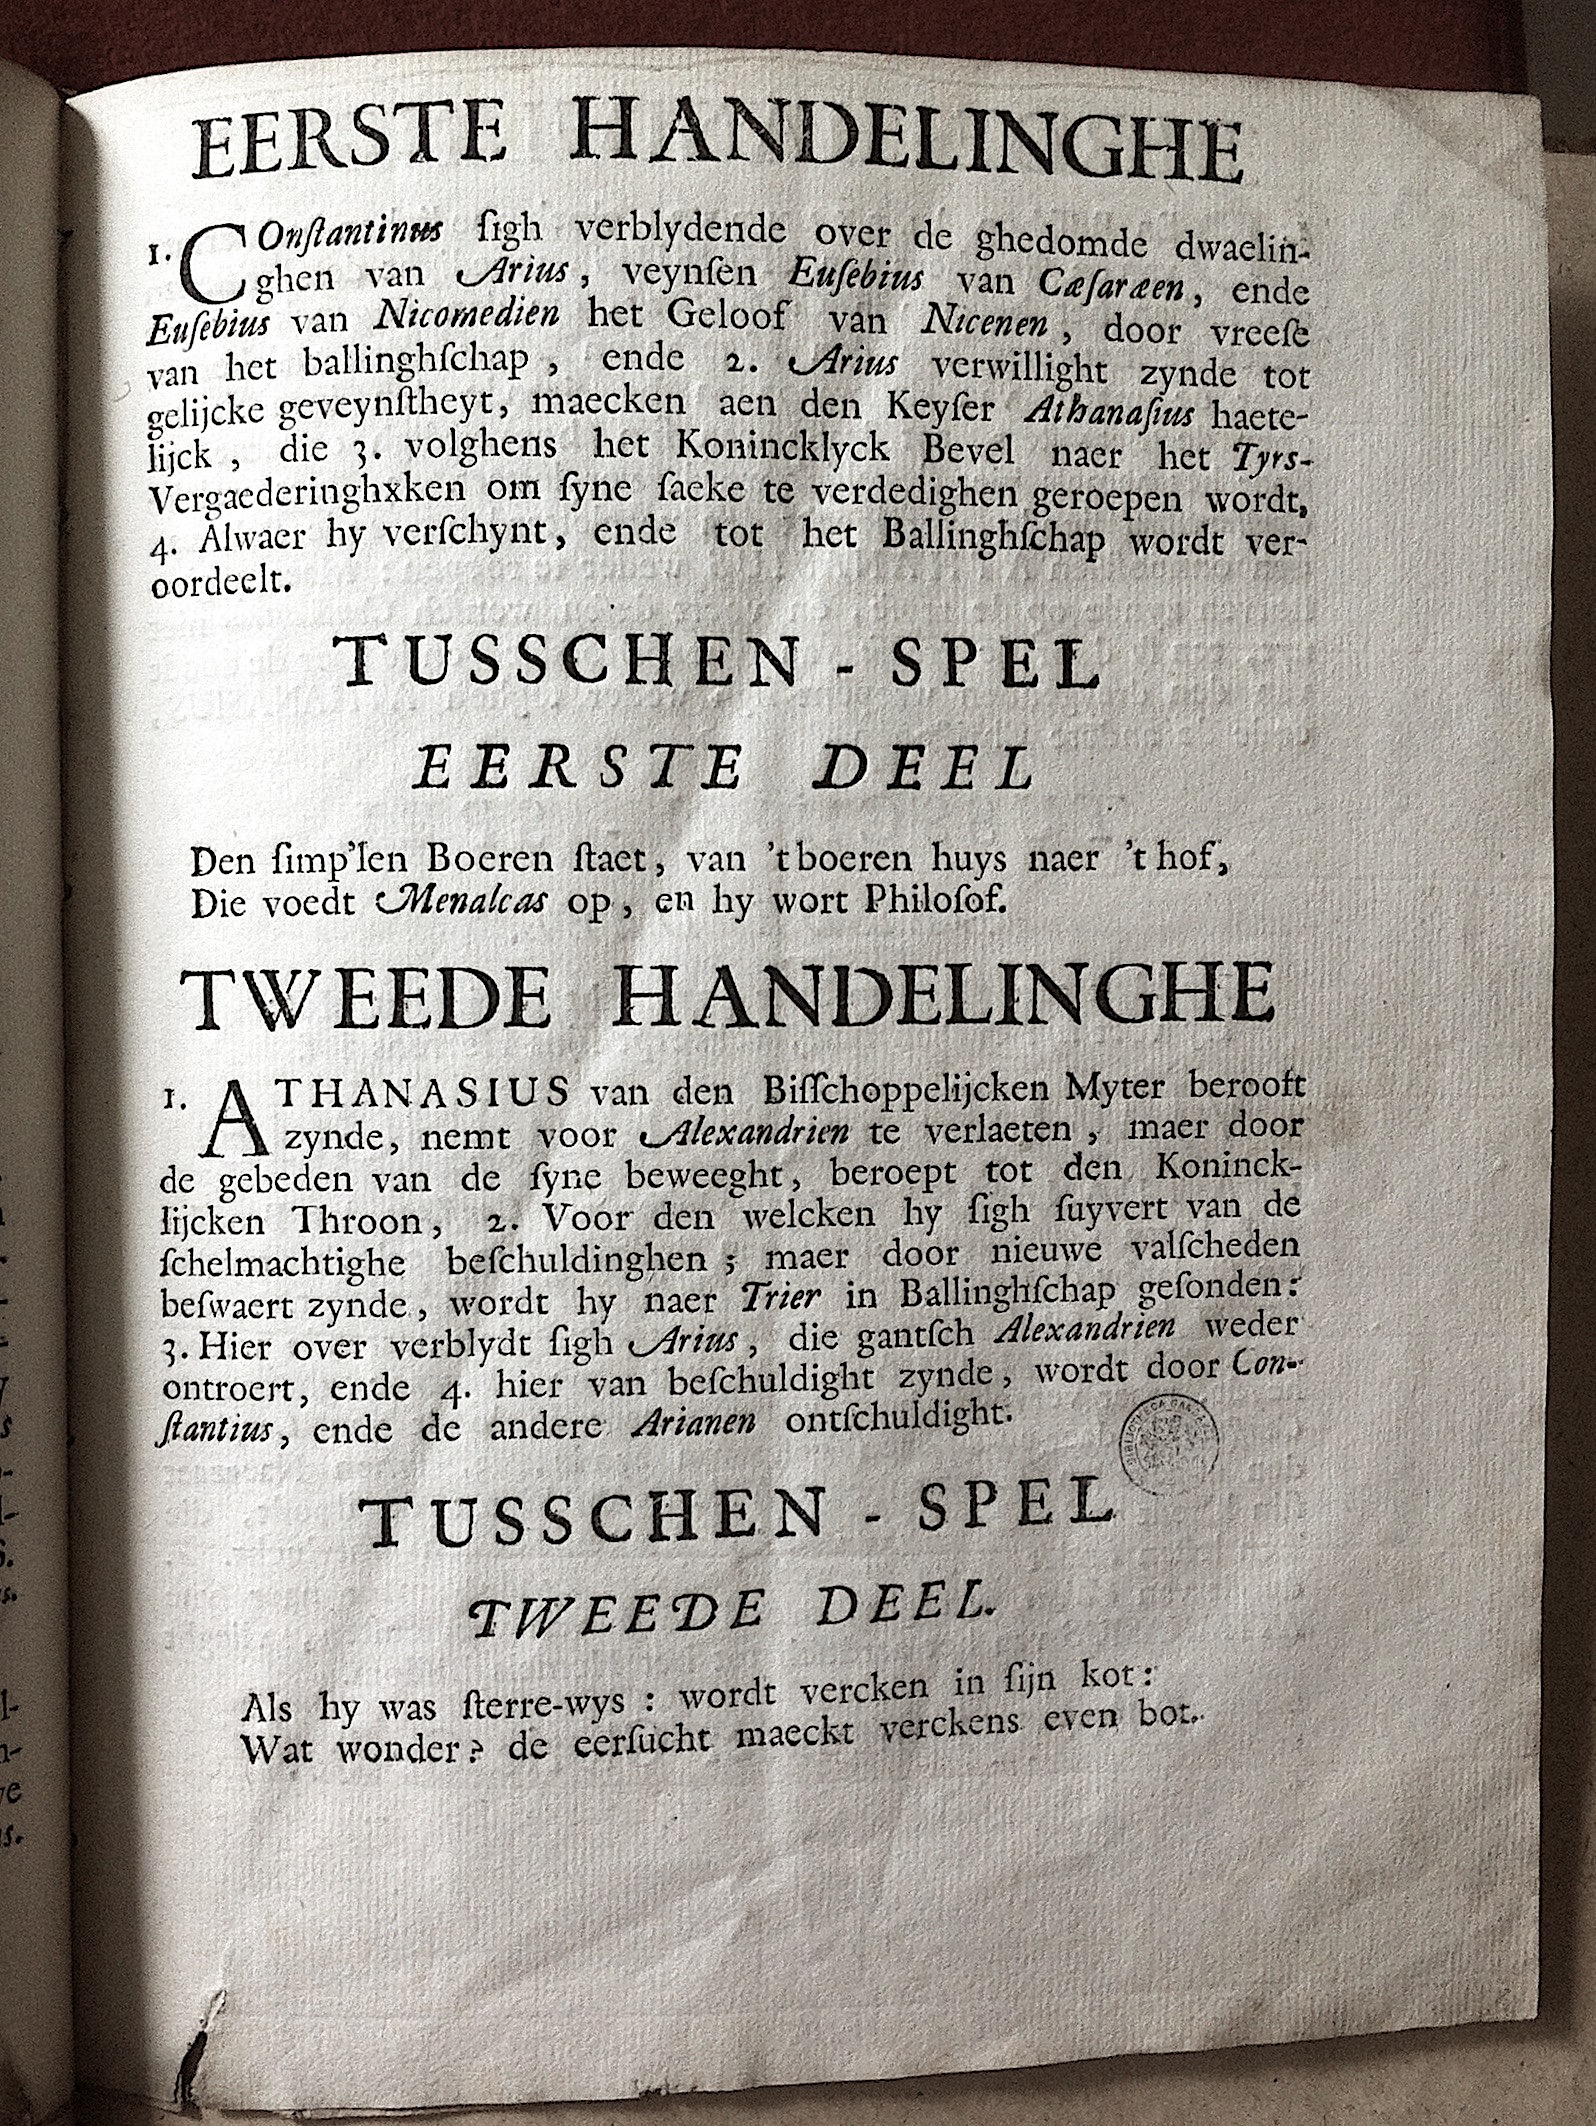 EERSTE HANDELINGHE
1. COnſtantinus ſigh verblydende over de ghedomde dwaelin-
ghen van Arius, veynſen Euſebius van Cæſaræen, ende
Euſebius van Nicomedien het Geloof van Nicenen, door vreeſe
van het ballinghſchap, ende 2. Arius verwillight zynde tot
gelijcke geveynſtheyt, maecken aen den Keyſer Athanaſius haete-
lijck, die 3. volghens het Konincklyck Bevel naer het Tyrs-
Vergaederinghxken om ſyne ſaeke te verdedighen geroepen wordt,
4. Alwaer hy verſchynt, ende tot het Ballinghſchap wordt ver-
oordeelt.
TUSSCHEN - SPEL
EERSTE DEEL
Den ſimp'len Boeren ſtaet, van 't boeren huys naer 't hof,
Die voedt Menalcas op, en hy wort Philoſof.
TWEEDE HANDELINGHE
1. ATHANASIUS van den Biſſchoppelijcken Myter berooft
zynde, nemt voor Alexandrien te verlaeten, maer door
de gebeden van de ſyne beweeght, beroept tot den Koninck-
lijcken Throon, 2. Voor den welcken hy ſigh ſuyvert van de
ſchelmachtighe beſchuldinghen; maer door nieuwe valſcheden
beſwaert zynde, wordt hy naer Trier in Ballinghſchap geſonden:
3. Hier over verblydt ſigh Arius, die gantſch Alexandrien weder
ontroert, ende 4. hier van beſchuldight zynde, wordt door Con-
ſtantius, ende de andere Arianen ontſchuldight.
TUSSCHEN - SPEL
TWEEDE DEEL.
Als hy was ſterre-wys: wordt vercken in ſijn kot:
Wat wonder? de eerſucht maeckt verckens even bot.